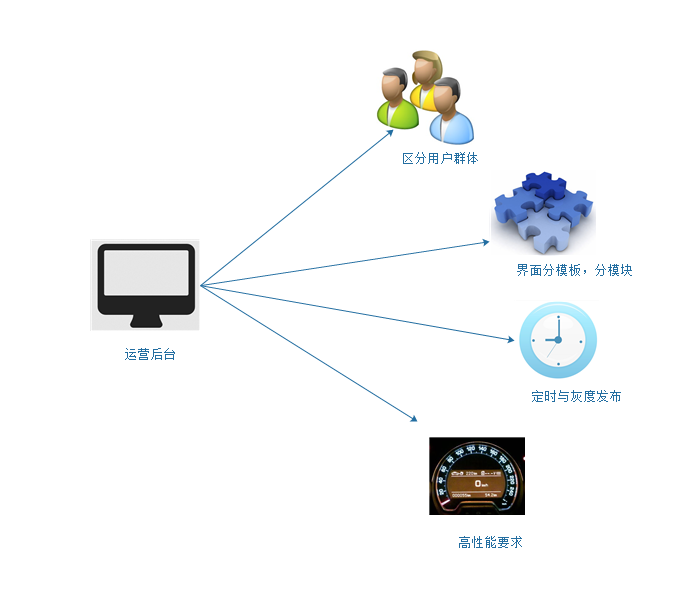 区分用户群体
界面分模板，分模块
运营后台
定时与灰度发布
0
高性能要求